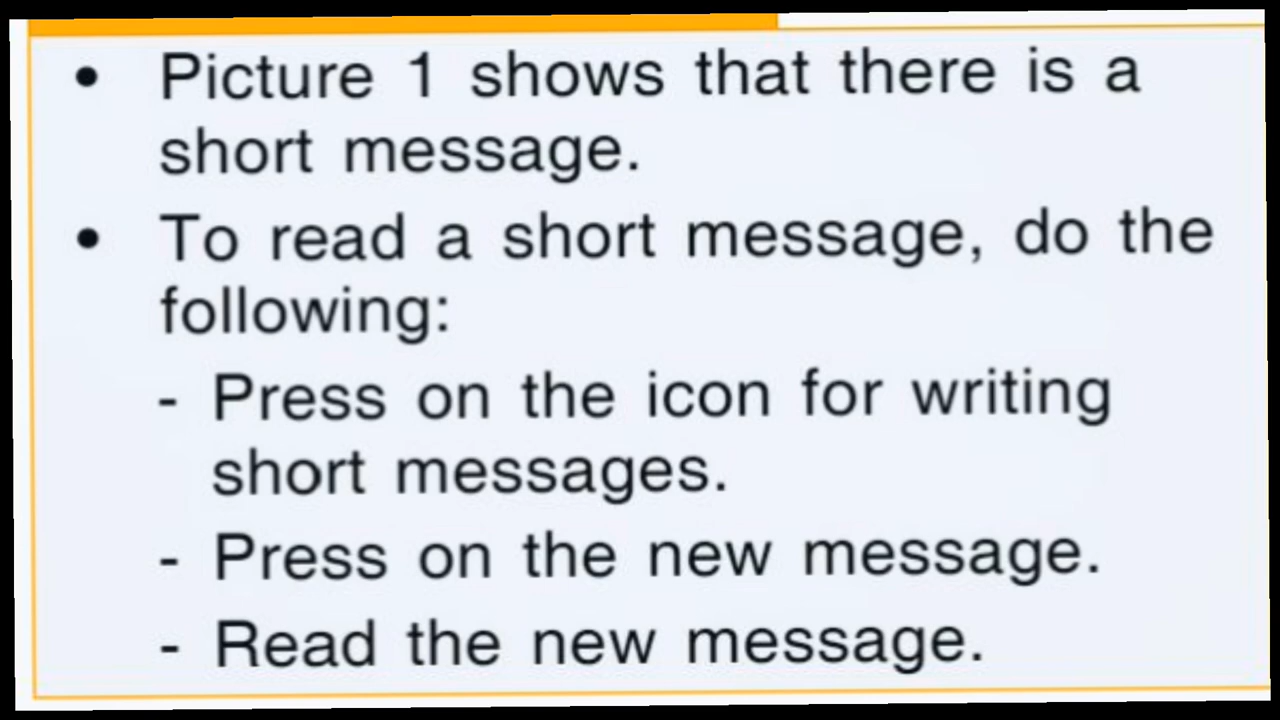 • Picture 1 shows that there is a
short message.
• To read a short message, do the
following:
- Press on the icon for writing
short messages.
- Press on the new message.
- Read the new message.